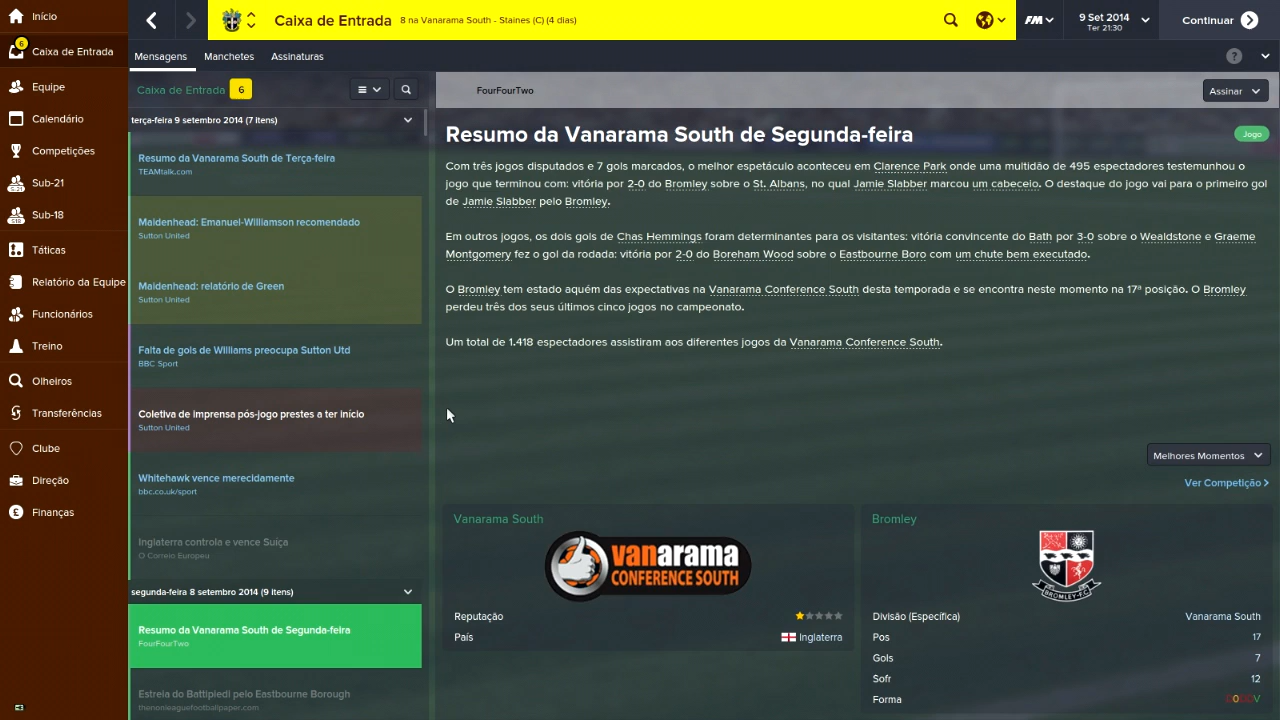 Início
6
Caixa de Entrada
Equipe
Calendário
Competições
S-21
Sub-21
S18
Sub-18
Táticas
Relatório da Equipe
Funcionários
Treino
Olheiros
Transferências
Clube
Direção
Finanças
Caixa de Entrada
8 na Vanarama South - Staines (C) (4 dias)
FM
9 Set 2014
Ter 21:30
Continuar
Mensagens
Manchetes
Assinaturas
?
Caixa de Entrada 6
terça-feira 9 setembro 2014 (7 itens)
Resumo da Vanarama South de Terça-feira
TEAMtalk.com
Maidenhead: Emanuel-Williamson recomendado
Sutton United
Maidenhead: relatório de Green
Sutton United
Falta de gols de Williams preocupa Sutton Utd
BBC Sport
Coletiva de imprensa pós-jogo prestes a ter início
Sutton United
Whitehawk vence merecidamente
bbc.co.uk/sport
Inglaterra controla e vence Suíça
O Correio Europeu
segunda-feira 8 setembro 2014 (9 itens)
Resumo da Vanarama South de Segunda-feira
FourFourTwo
Estreia do Battipiedi pelo Eastbourne Borough
thenonleaguefootballpaper.com
FourFourTwo
Assinar
Resumo da Vanarama South de Segunda-feira
Jogo
Com três jogos disputados e 7 gols marcados, o melhor espetáculo aconteceu em Clarence Park onde uma multidão de 495 espectadores testemunhou o
jogo que terminou com: vitória por 2-0 do Bromley sobre o St. Albans, no qual Jamie Slabber marcou um cabeceio. O destaque do jogo vai para o primeiro gol
de Jamie Slabber pelo Bromley.
Em outros jogos, os dois gols de Chas Hemmings foram determinantes para os visitantes: vitória convincente do Bath por 3-0 sobre o Wealdstone e Graeme
Montgomery fez o gol da rodada: vitória por 2-0 do Boreham Wood sobre o Eastbourne Boro com um chute bem executado.
O Bromley tem estado aquém das expectativas na Vanarama Conference South desta temporada e se encontra neste momento na 17ª posição. O Bromley
perdeu três dos seus últimos cinco jogos no campeonato.
Um total de 1.418 espectadores assistiram aos diferentes jogos da Vanarama Conference South.
Melhores Momentos
Ver Competição
Vanarama South
vanarama
CONFERENCE SOUTH
Reputação
País Inglaterra
Bromley
BROMLEY-F.C.
Divisão (Específica) Vanarama South
Pos 17
Gols 7
Sofr 12
Forma DDDDV